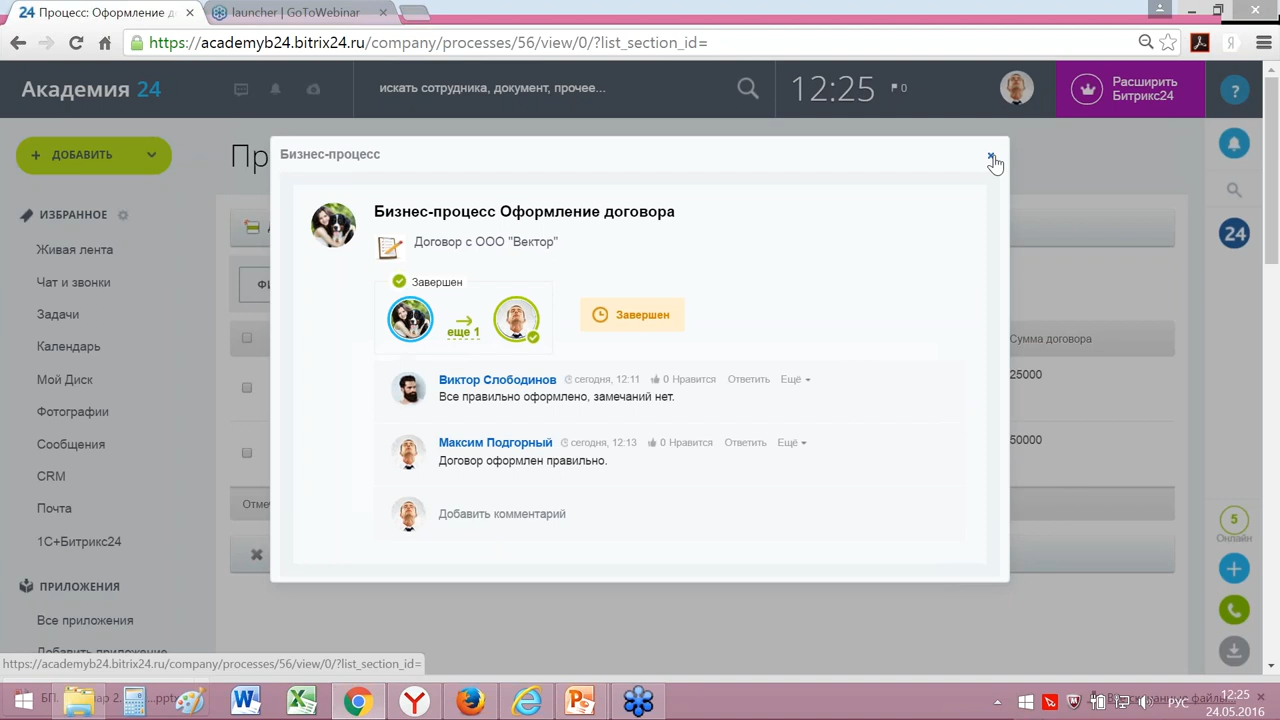 24 Процесс: Оформление д
launcher | GoToWebinar
https://academyb24.bitrix24.ru/company/processes/56/view/0/?list_section_id=
Академия 24
искать сотрудника, документ, прочее...
12:25
0
Расширить
Битрикс24
?
+ ДОБАВИТЬ
Пр
ИЗБРАННОЕ
Живая лента
Чат и звонки
Задачи
Календарь
Мой Диск
Фотографии
Сообщения
CRM
Почта
1С+Битрикс24
ПРИЛОЖЕНИЯ
Все приложения
Бизнес-процесс
Бизнес-процесс Оформление договора
Договор с ООО "Вектор"
Завершен
еще 1
Завершен
Виктор Слободинов сегодня, 12:11 0 Нравится Ответить Ещё
Все правильно оформлено, замечаний нет.
Максим Подгорный сегодня, 12:13 0 Нравится Ответить Ещё
Договор оформлен правильно.
Добавить комментарий
Сумма договора
25000
50000
24
5
Онлайн
https://academyb24.bitrix24.ru/company/processes/56/view/0/?list_section_id=
РУС
12:25
24.05.2016